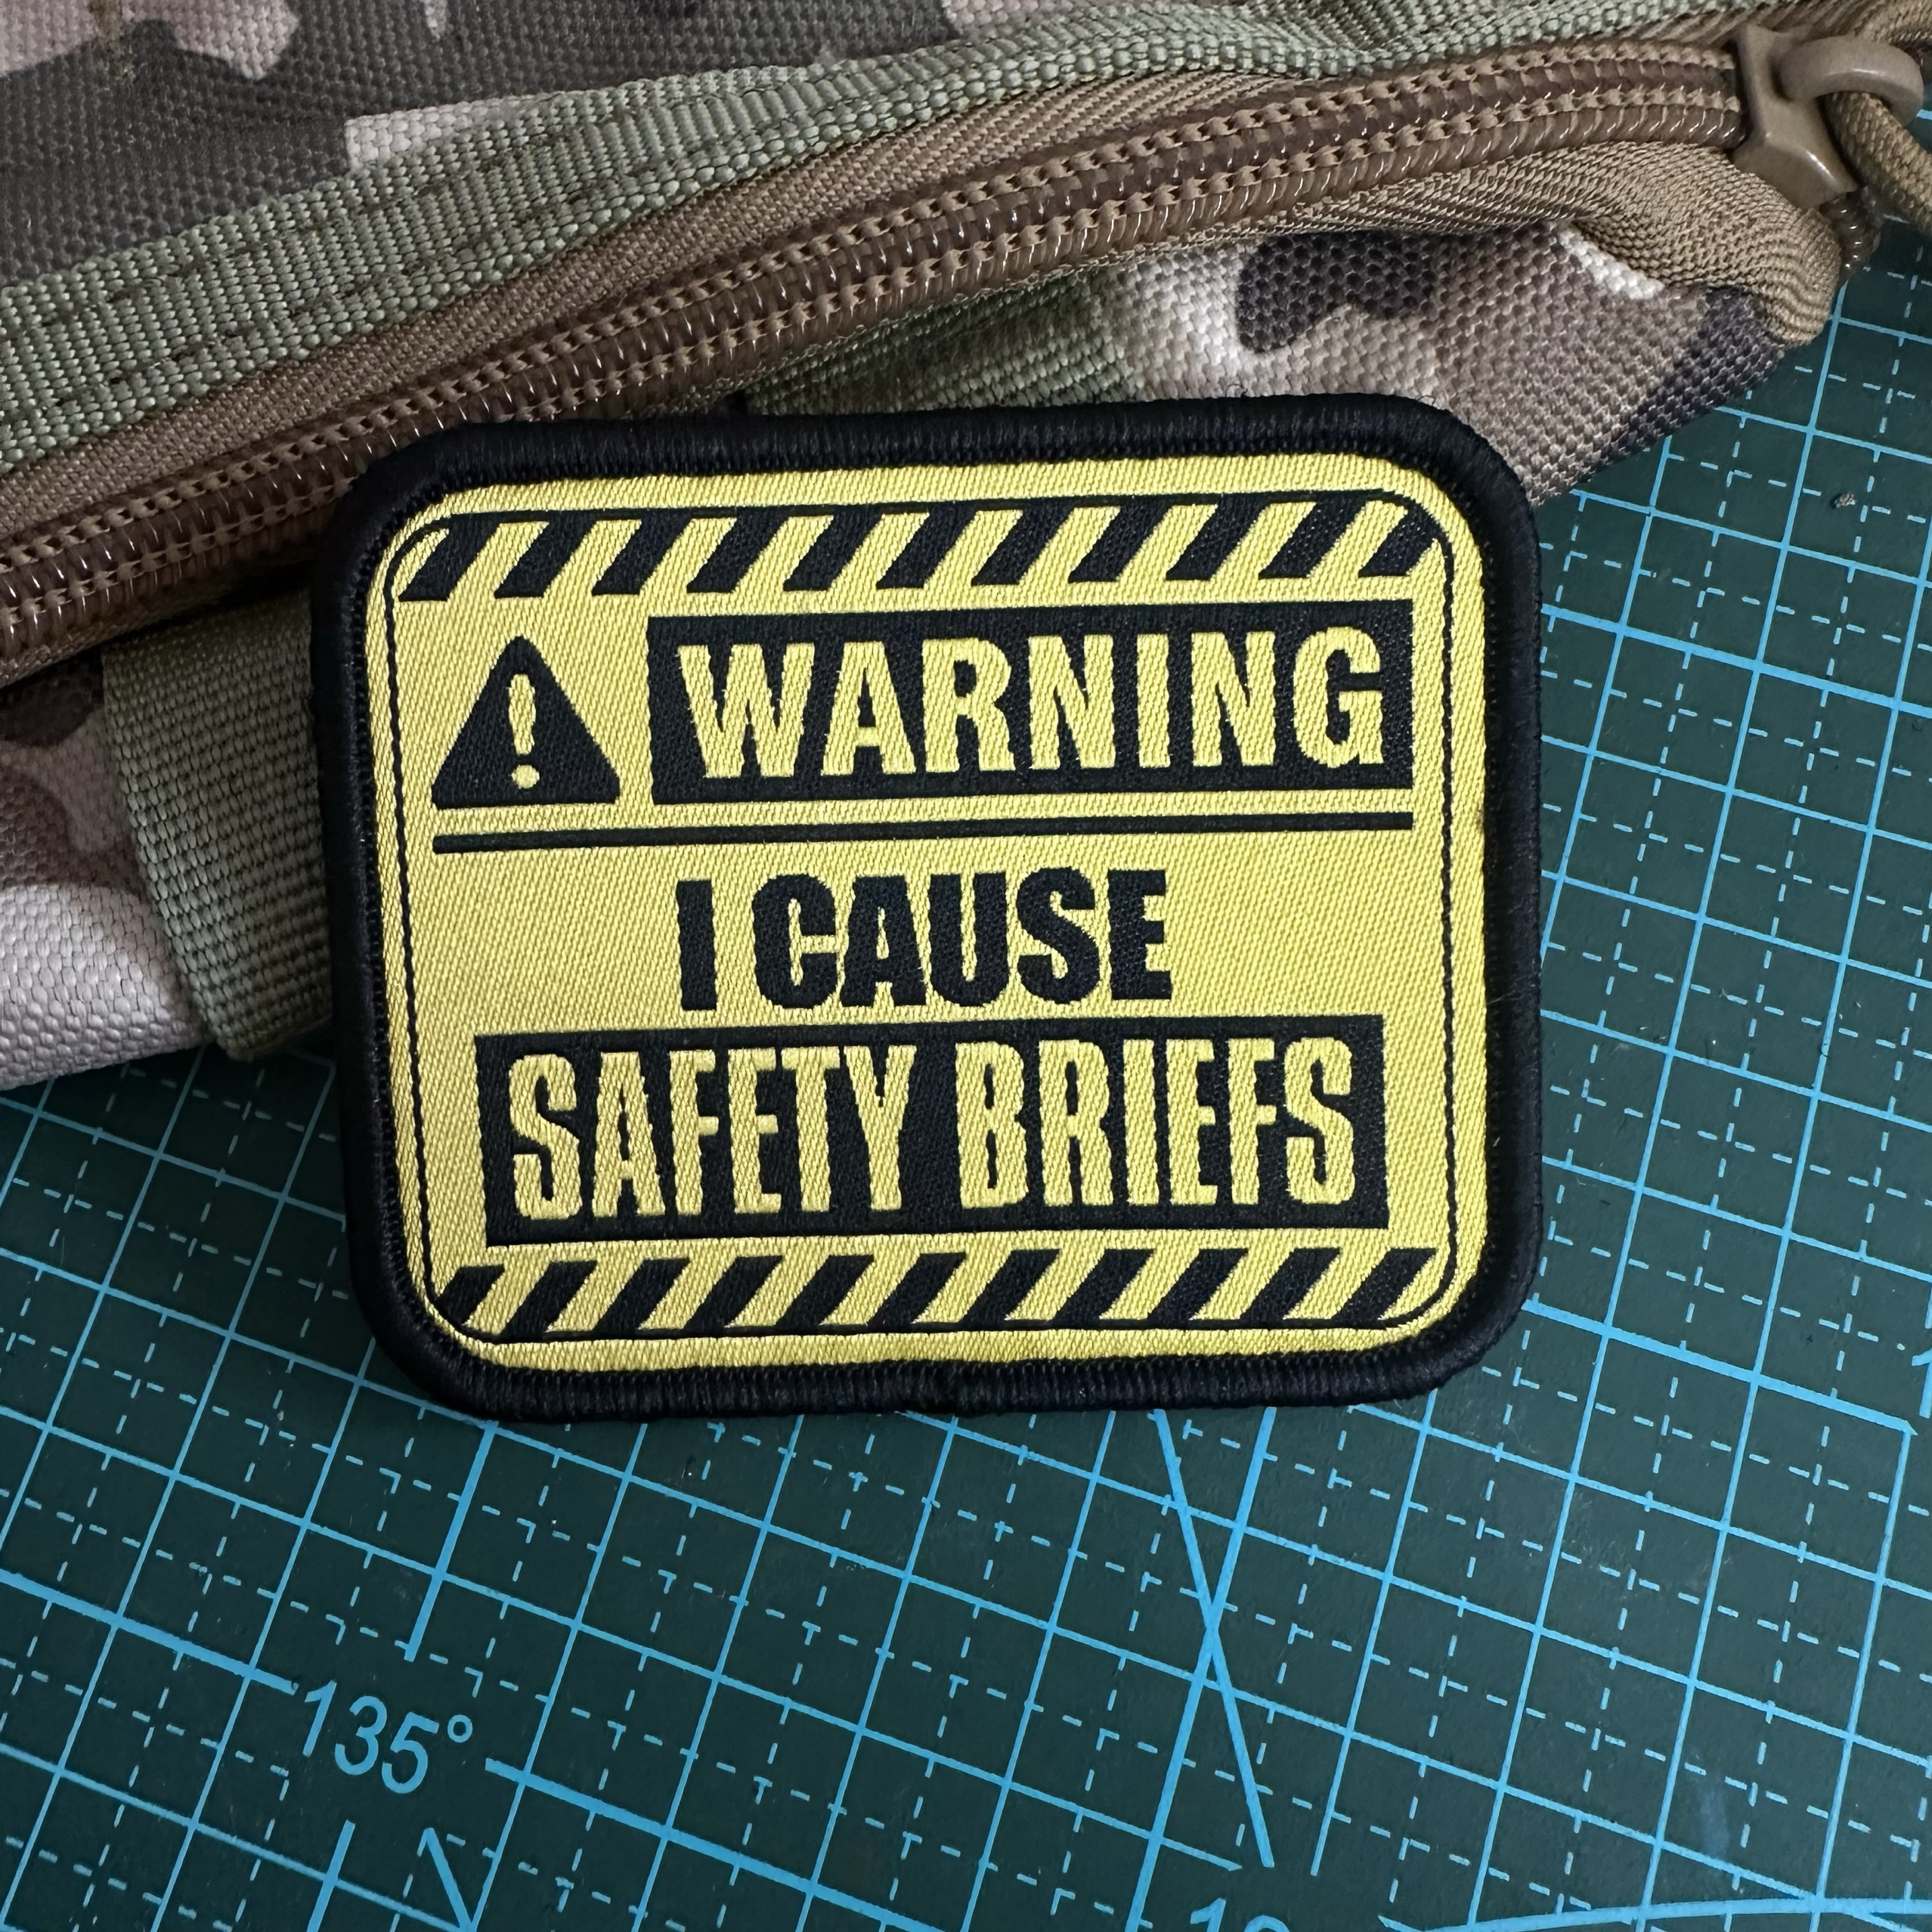 WARNING
I CAUSE
SAFETY BRIEFS
135°